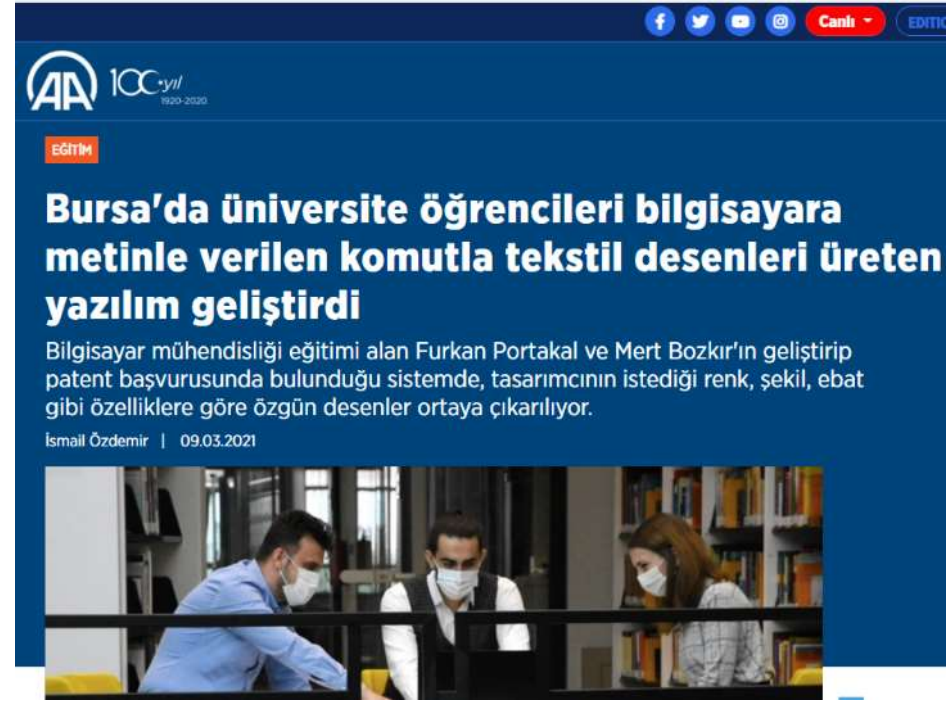 Canlı
EDITIO
AA 100.yıl
1920-2020
EĞİTİM
Bursa'da üniversite öğrencileri bilgisayara
metinle verilen komutla tekstil desenleri üreten
yazılım geliştirdi
Bilgisayar mühendisliği eğitimi alan Furkan Portakal ve Mert Bozkır'ın geliştirip
patent başvurusunda bulunduğu sistemde, tasarımcının istediği renk, şekil, ebat
gibi özelliklere göre özgün desenler ortaya çıkarılıyor.
İsmail Özdemir | 09.03.2021